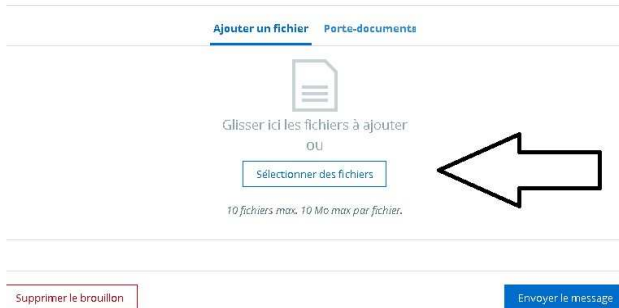 Ajouter un fichier Porte-documents
Glisser ici les fichiers à ajouter
ou
Sélectionner des fichiers
10 fichiers max. 10 Mo max par fichier.
Supprimer le brouillon Envoyer le message